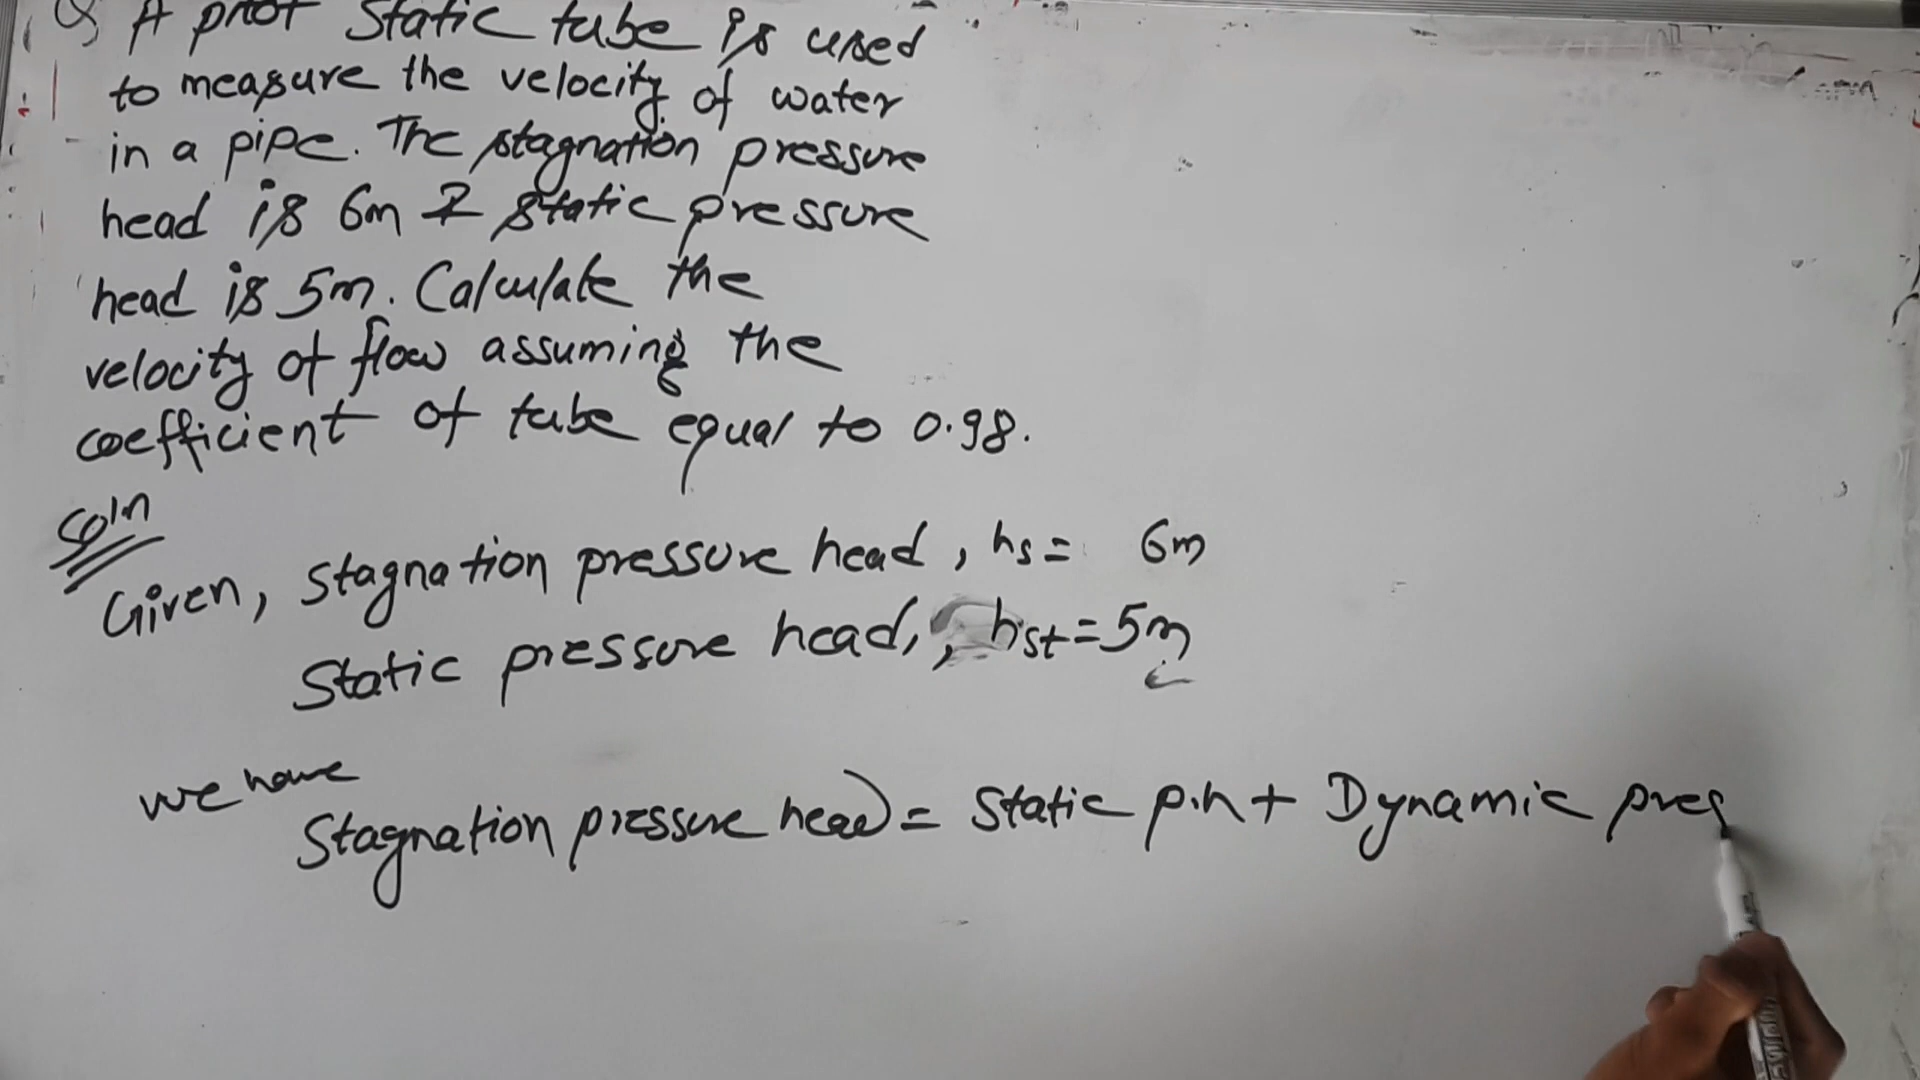 Q A pitot static tube is used
to measure the velocity of water
in a pipe. The stagnation pressure
head is 6m & static pressure
head is 5m. Calculate the
velocity of flow assuming the
coefficient of tube equal to 0.98.
Soln
Given, Stagnation pressure head, hs = 6m
Static pressure head, hst = 5m
we have
Stagnation pressure head = Static p.h + Dynamic pres